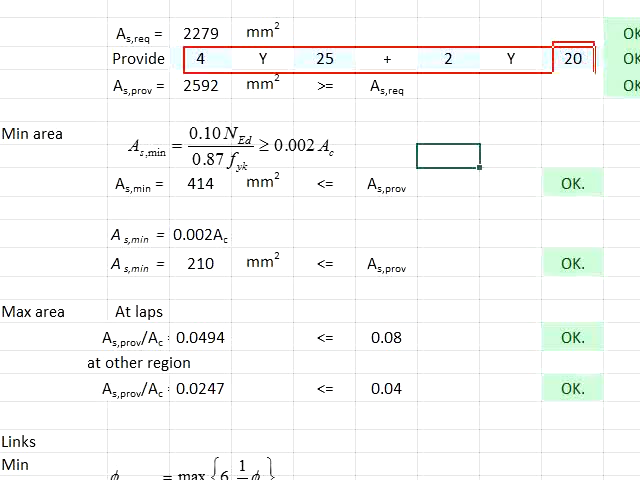 As,req = 2279 mm2 OK
Provide 4 Y 25 + 2 Y 20 OK
As,prov = 2592 mm2 >= As,req OK
Min area
As,min = 0.10 NEd / 0.87 fyk ≥ 0.002 Ac
As,min = 414 mm2 <= As,prov OK.
As,min = 0.002Ac
As,min = 210 mm2 <= As,prov OK.
Max area At laps
As,prov/Ac : 0.0494 <= 0.08 OK.
at other region
As,prov/Ac : 0.0247 <= 0.04 OK.
Links
Min
ϕ = max { 6, 1 ϕ }